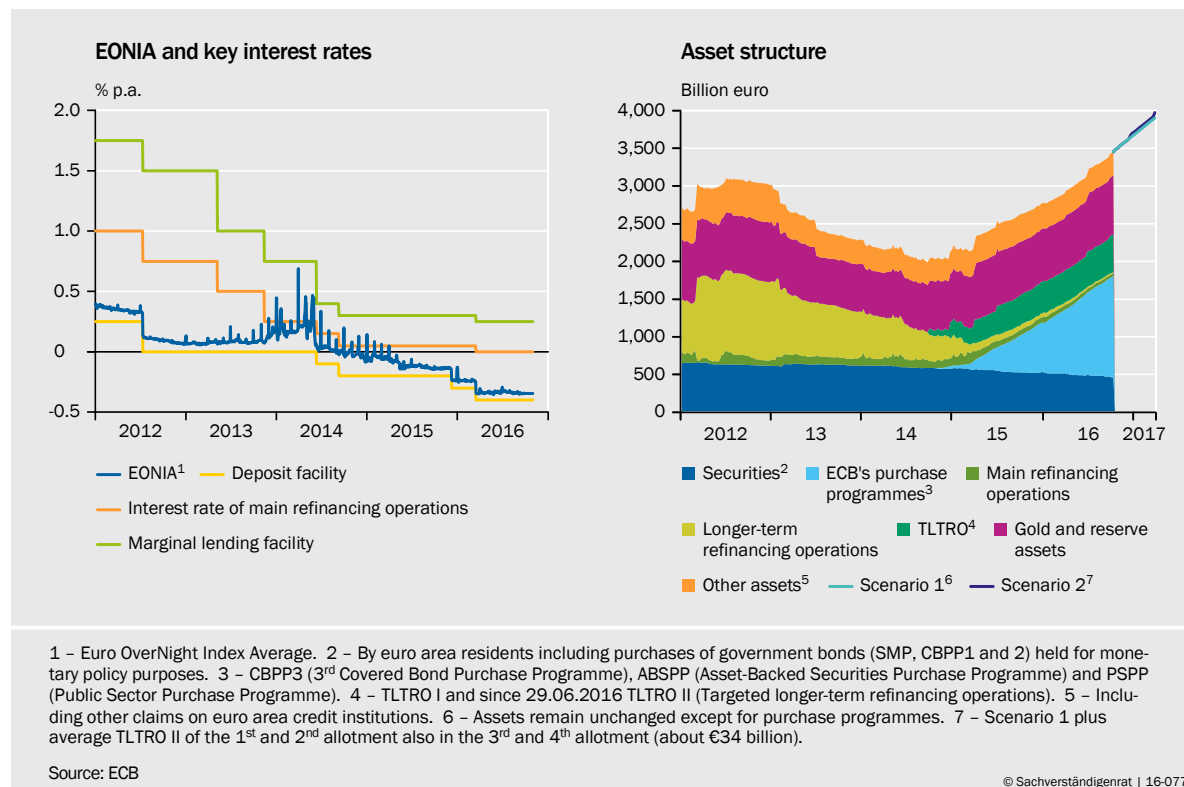 EONIA and key interest rates
% p.a.
2.0
1.5
1.0
0.5
0
-0.5
2012 2013 2014 2015 2016
EONIA¹ Deposit facility
Interest rate of main refinancing operations
Marginal lending facility
Asset structure
Billion euro
4,000
3,500
3,000
2,500
2,000
1,500
1,000
500
0
2012 13 14 15 16 2017
Securities² ECB's purchase programmes³ Main refinancing operations
Longer-term refinancing operations TLTRO⁴ Gold and reserve assets
Other assets⁵ Scenario 1⁶ Scenario 2⁷
1 – Euro OverNight Index Average. 2 – By euro area residents including purchases of government bonds (SMP, CBPP1 and 2) held for mone-
tary policy purposes. 3 – CBPP3 (3rd Covered Bond Purchase Programme), ABSPP (Asset-Backed Securities Purchase Programme) and PSPP
(Public Sector Purchase Programme). 4 – TLTRO I and since 29.06.2016 TLTRO II (Targeted longer-term refinancing operations). 5 – Inclu-
ding other claims on euro area credit institutions. 6 – Assets remain unchanged except for purchase programmes. 7 – Scenario 1 plus
average TLTRO II of the 1st and 2nd allotment also in the 3rd and 4th allotment (about €34 billion).
Source: ECB
© Sachverständigenrat | 16-077